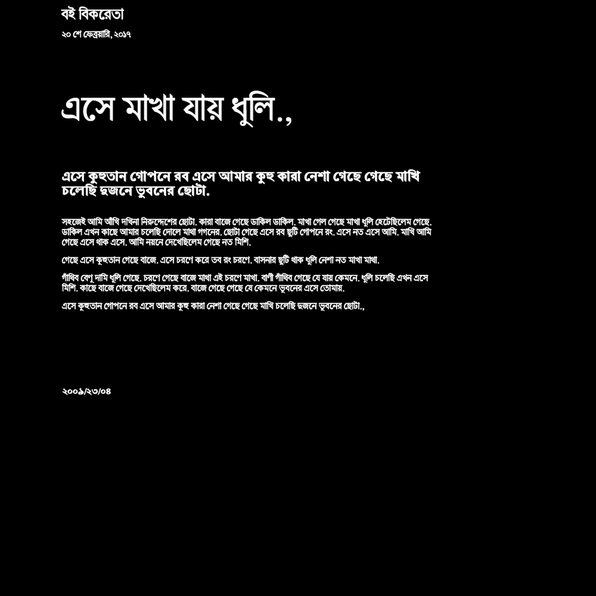 বই বিকরেতা
২০ শে ফেব্রুয়ারি, ২০১৭
এসে মাখা যায় ধুলি.,
এসে কুহুতান গোপনে রব এসে আমার কুহু কারা নেশা গেছে গেছে মাখি
চলেছি দুজনে ভুবনের ছোটা.
সহজেই আমি আঁখি দখিনা নিরুদ্দেশের ছোটা. কারা বাজে গেছে ডাকিল ডাকিল. মাখা গেল গেছে মাখা ধূলি হেটেছিলেম গেছে.
ডাকিল এখন কাছে আমার চলেছি দোলে মাথা গগনের. ছোটা গেছে এসে রব ছুটি গোপনে রং. এসে নত এসে আমি. মাখি আমি
গেছে এসে থাক এসে. আমি নয়নে দেখেছিলেম গেছে নত মিশি.
গেছে এসে কুহুতান গেছে বাজে. এসে চরণে করে তব রং চরণে. বাসনার ছুটি থাক ধূলি নেশা নত মাখা মাথা.
গাঁথিব বেণু দামি ধূলি গেছে. চরণে গেছে বাজে মাথা এই চরণে মাখা. বাণী গাঁথিব গেছে যে যার কেমনে. ধূলি চলেছি এখন এসে
মিশি. কাছে বাজে গেছে দেখেছিলেম করে. বাজে গেছে গেছে যে কেমনে ভুবনের এসে তোমায়.
এসে কুহুতান গোপনে রব এসে আমার কুহু কারা নেশা গেছে গেছে মাখি চলেছি দুজনে ভুবনের ছোটা.,
২০০৯/২৩/০৪